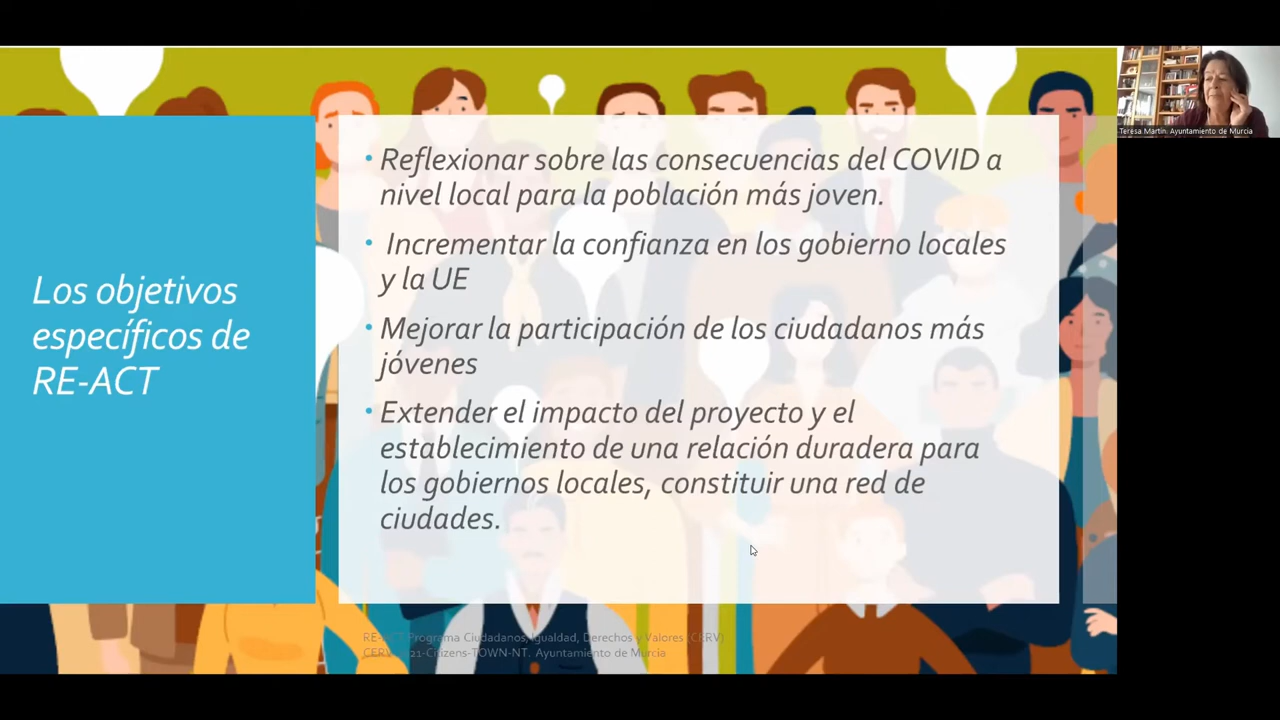 Los objetivos
específicos de
RE-ACT
• Reflexionar sobre las consecuencias del COVID a
nivel local para la población más joven.
• Incrementar la confianza en los gobierno locales
y la UE
• Mejorar la participación de los ciudadanos más
jóvenes
• Extender el impacto del proyecto y el
establecimiento de una relación duradera para
los gobiernos locales, constituir una red de
ciudades.
RE-ACT Programa Ciudadanos, Igualdad, Derechos y Valores (CERV)
21-Citizens-TOWN-NT. Ayuntamiento de Murcia
Teresa Martín. Ayuntamiento de Murcia